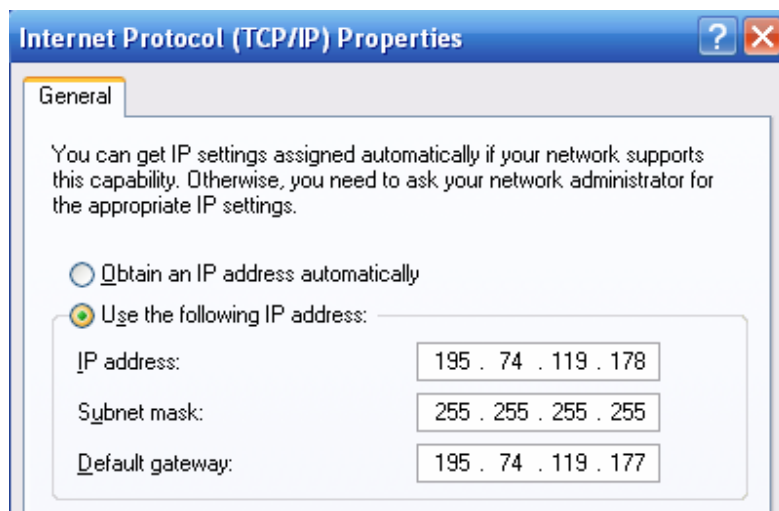 Internet Protocol (TCP/IP) Properties
General
You can get IP settings assigned automatically if your network supports
this capability. Otherwise, you need to ask your network administrator for
the appropriate IP settings.
Obtain an IP address automatically
Use the following IP address:
IP address: 195 . 74 . 119 . 178
Subnet mask: 255 . 255 . 255 . 255
Default gateway: 195 . 74 . 119 . 177